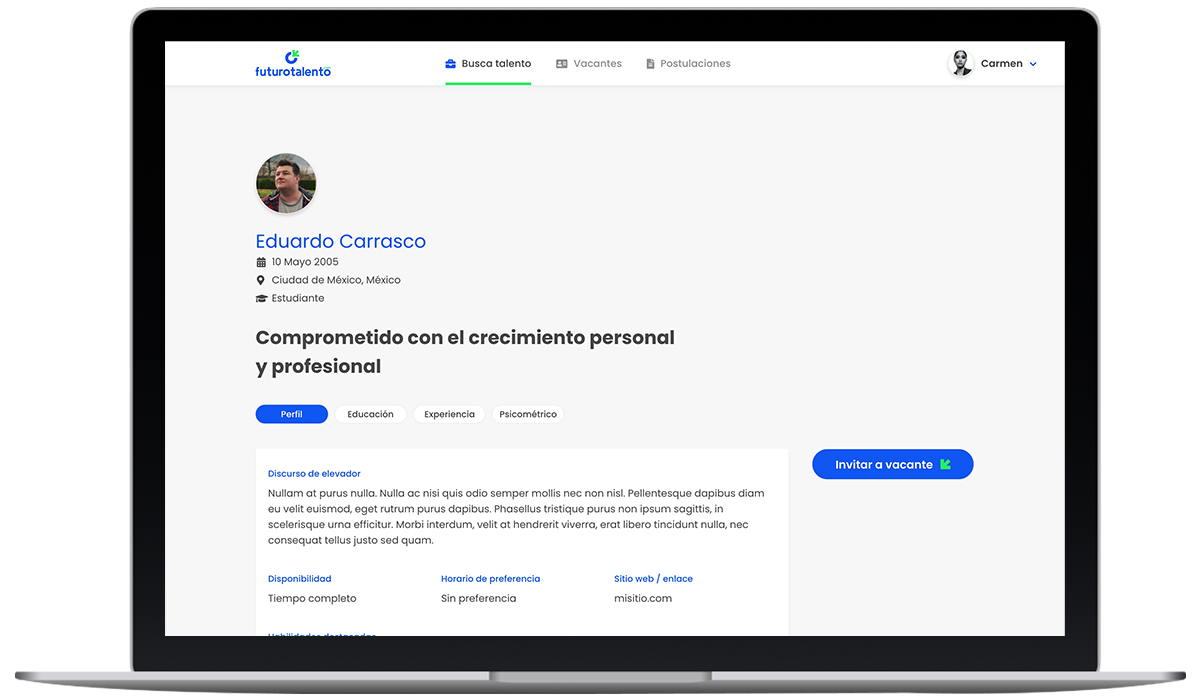 futurotalento
Busca talento
Vacantes
Postulaciones
Carmen
Eduardo Carrasco
10 Mayo 2005
Ciudad de México, México
Estudiante
Comprometido con el crecimiento personal
y profesional
Perfil
Educación
Experiencia
Psicométrico
Invitar a vacante
Discurso de elevador
Nullam at purus nulla. Nulla ac nisi quis odio semper mollis nec non nisl. Pellentesque dapibus diam
eu velit euismod, eget rutrum purus dapibus. Phasellus tristique purus non ipsum sagittis, in
scelerisque urna efficitur. Morbi interdum, velit at hendrerit viverra, erat libero tincidunt nulla, nec
consequat tellus justo sed quam.
Disponibilidad
Tiempo completo
Horario de preferencia
Sin preferencia
Sitio web / enlace
misitio.com
Habilidades destacadas